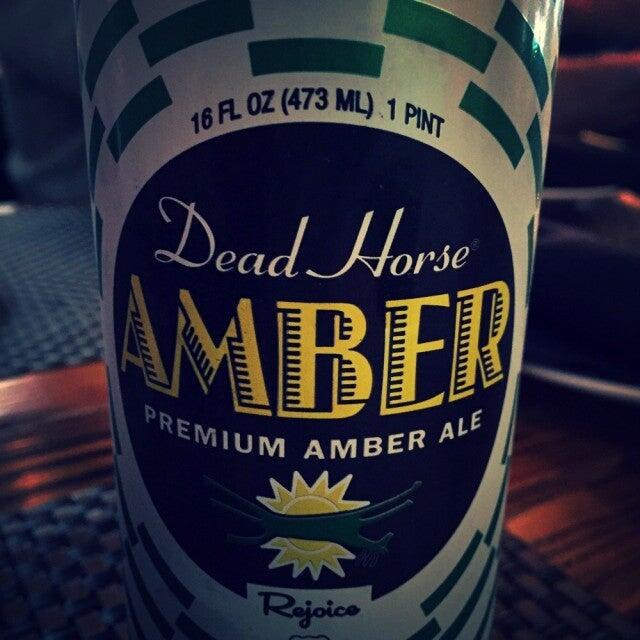 16 FL OZ (473 ML) 1 PINT
Dead Horse®
AMBER
PREMIUM AMBER ALE
Rejoice